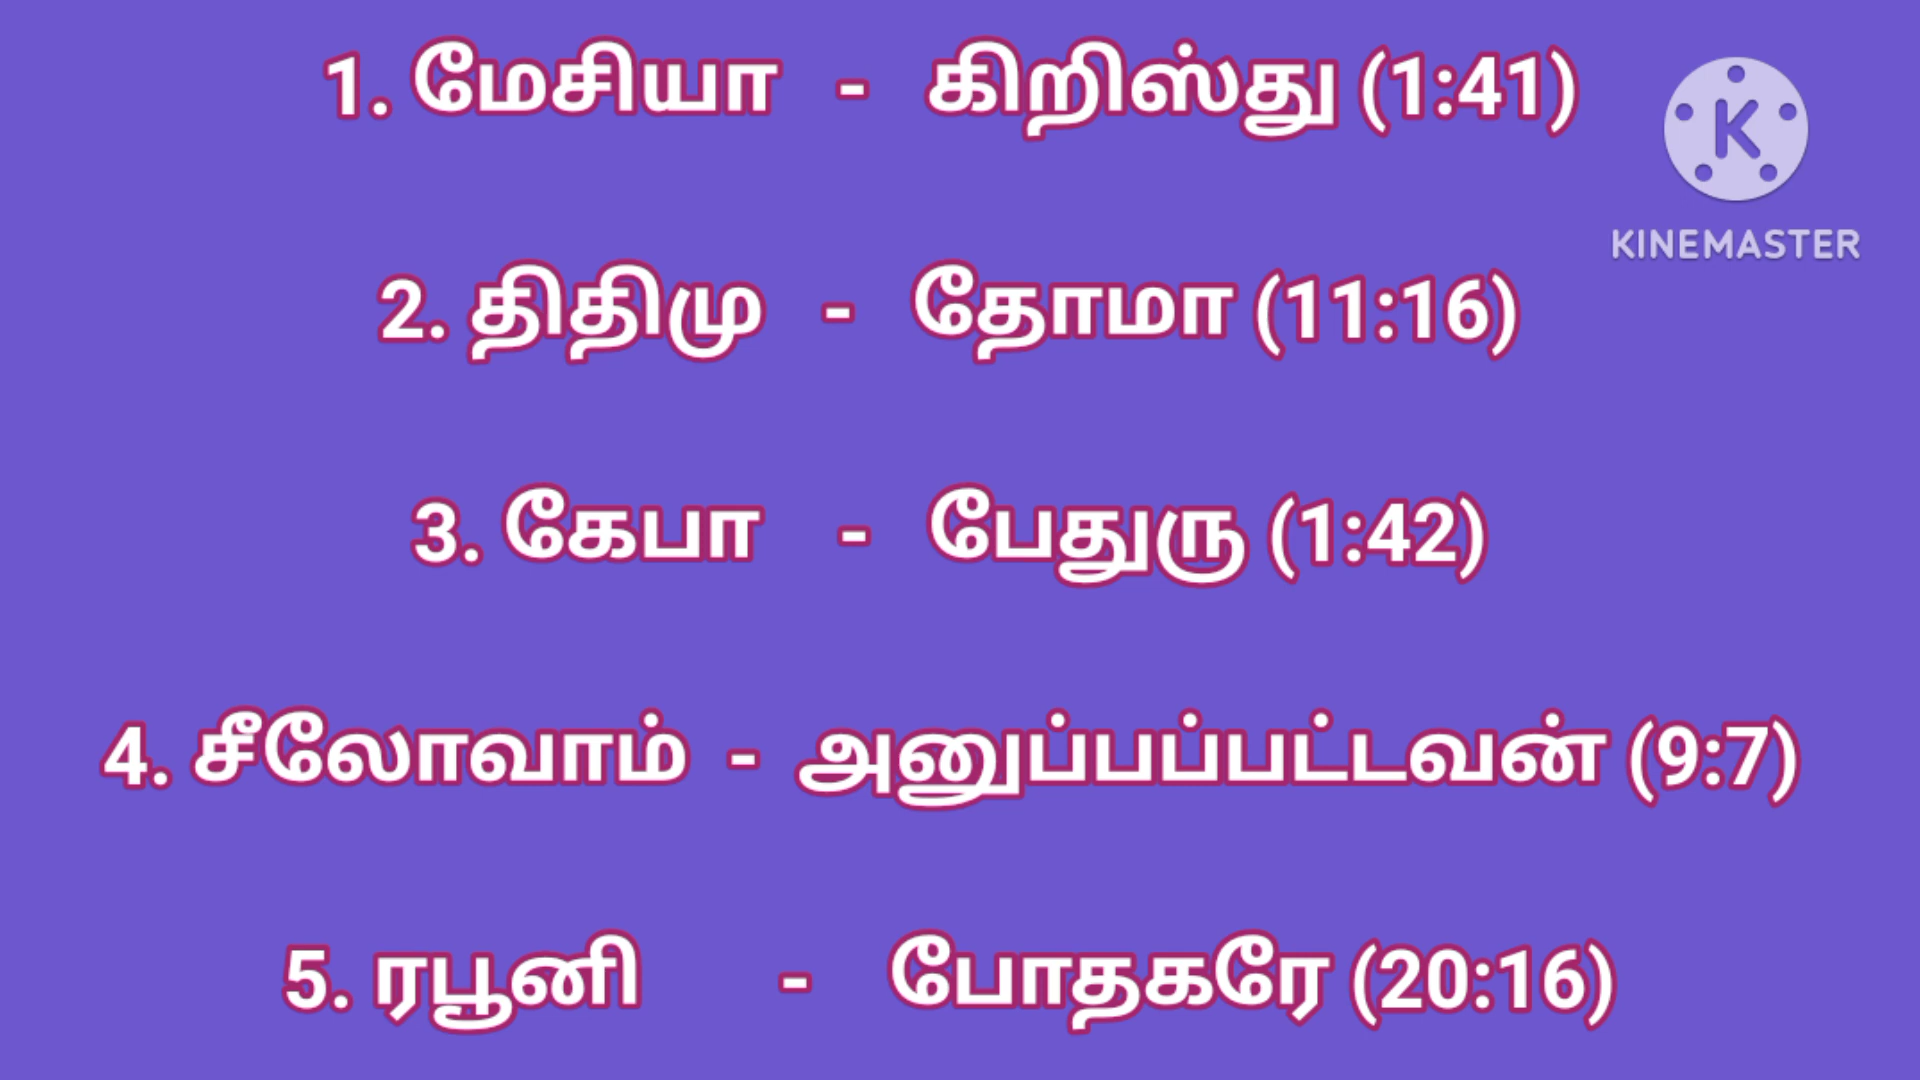 1. மேசியா - கிறிஸ்து (1:41)
K
KINEMASTER
2. திதிமு - தோமா (11:16)
3. கேபா - பேதுரு (1:42)
4. சீலோவாம் - அனுப்பப்பட்டவன் (9:7)
5. ரபூனி - போதகரே (20:16)